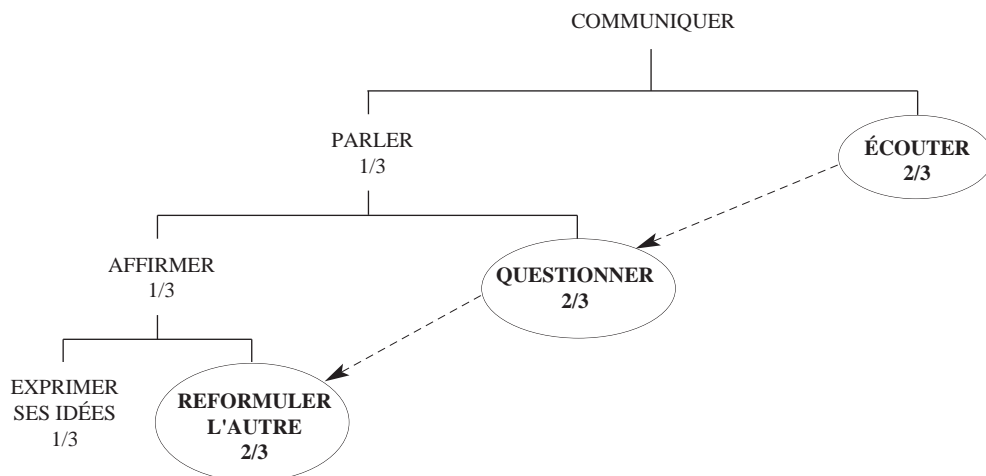 COMMUNIQUER
PARLER
1/3
ÉCOUTER
2/3
AFFIRMER
1/3
QUESTIONNER
2/3
EXPRIMER
SES IDÉES
1/3
REFORMULER
L'AUTRE
2/3